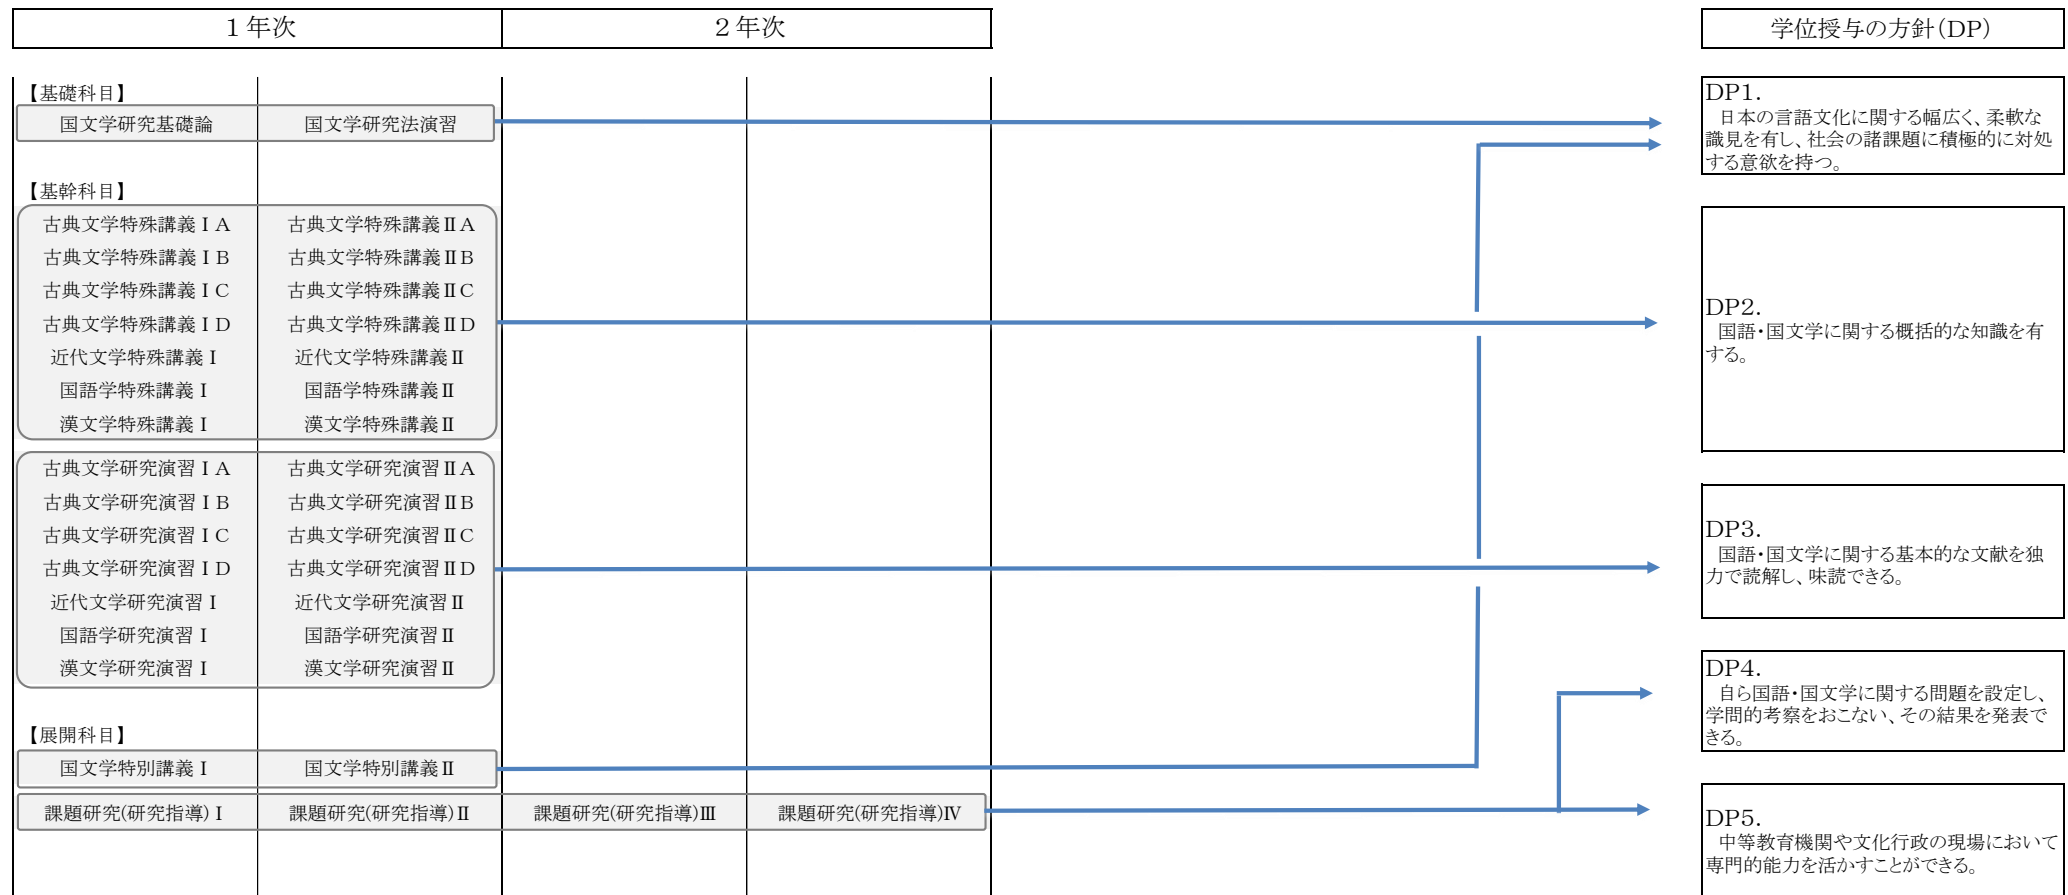 １年次 ２年次 学位授与の方針(DP)
【基礎科目】
国文学研究基礎論 国文学研究法演習
【基幹科目】
古典文学特殊講義ⅠA 古典文学特殊講義ⅡA
古典文学特殊講義ⅠB 古典文学特殊講義ⅡB
古典文学特殊講義ⅠC 古典文学特殊講義ⅡC
古典文学特殊講義ⅠD 古典文学特殊講義ⅡD
近代文学特殊講義Ⅰ 近代文学特殊講義Ⅱ
国語学特殊講義Ⅰ 国語学特殊講義Ⅱ
漢文学特殊講義Ⅰ 漢文学特殊講義Ⅱ
古典文学研究演習ⅠA 古典文学研究演習ⅡA
古典文学研究演習ⅠB 古典文学研究演習ⅡB
古典文学研究演習ⅠC 古典文学研究演習ⅡC
古典文学研究演習ⅠD 古典文学研究演習ⅡD
近代文学研究演習Ⅰ 近代文学研究演習Ⅱ
国語学研究演習Ⅰ 国語学研究演習Ⅱ
漢文学研究演習Ⅰ 漢文学研究演習Ⅱ
【展開科目】
国文学特別講義Ⅰ 国文学特別講義Ⅱ
課題研究(研究指導)Ⅰ 課題研究(研究指導)Ⅱ 課題研究(研究指導)Ⅲ 課題研究(研究指導)Ⅳ
DP1.
日本の言語文化に関する幅広く、柔軟な
識見を有し、社会の諸課題に積極的に対処
する意欲を持つ。
DP2.
国語・国文学に関する概括的な知識を有
する。
DP3.
国語・国文学に関する基本的な文献を独
力で読解し、味読できる。
DP4.
自ら国語・国文学に関する問題を設定し、
学問的考察をおこない、その結果を発表で
きる。
DP5.
中等教育機関や文化行政の現場において
専門的能力を活かすことができる。